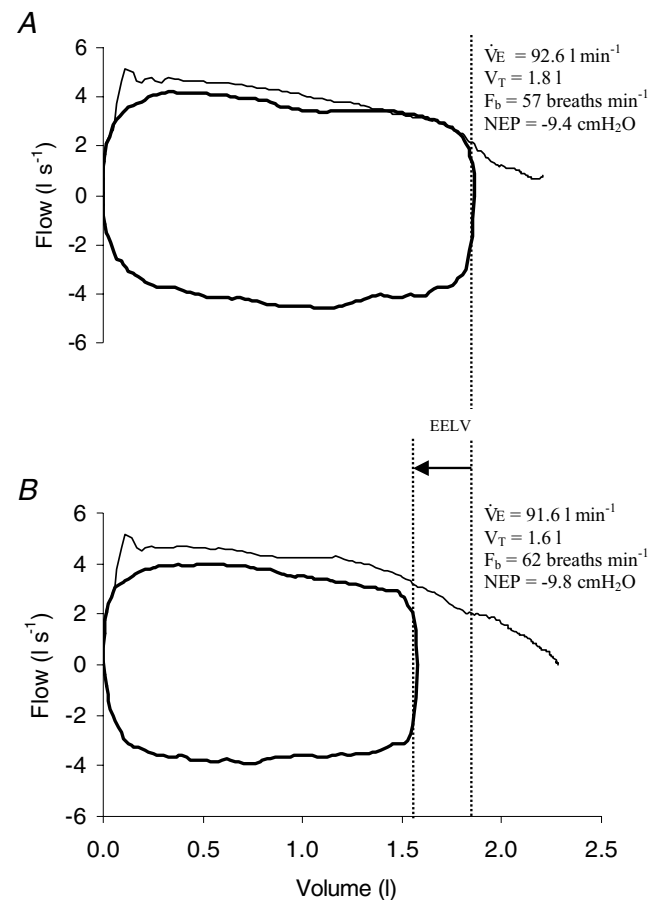 A
6
4
2
0
-2
-4
-6
Flow (l s⁻¹)
V̇E = 92.6 l min⁻¹
VT = 1.8 l
Fb = 57 breaths min⁻¹
NEP = -9.4 cmH₂O
EELV
B
6
4
2
0
-2
-4
-6
Flow (l s⁻¹)
V̇E = 91.6 l min⁻¹
VT = 1.6 l
Fb = 62 breaths min⁻¹
NEP = -9.8 cmH₂O
0.0 0.5 1.0 1.5 2.0 2.5
Volume (l)